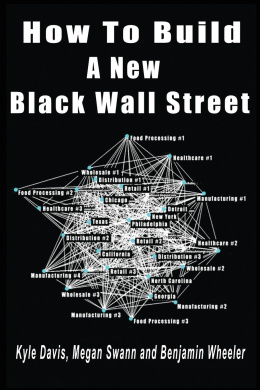 How To Build
A New
Black Wall Street
Food Processing #1
Healthcare #1
Wholesale #1
Distribution #1
Food Processing #2
Retail #1
Manufacturing #1
Chicago
Healthcare #3
Detroit
New York
Texas
Philadelphia
Distribution #2
Retail #2
Healthcare #2
California
Distribution #3
Manufacturing #4
Retail #3
Wholesale #2
North Carolina
Wholesale #3
Georgia
Manufacturing #2
Manufacturing #3
Food Processing #3
Kyle Davis, Megan Swann and Benjamin Wheeler